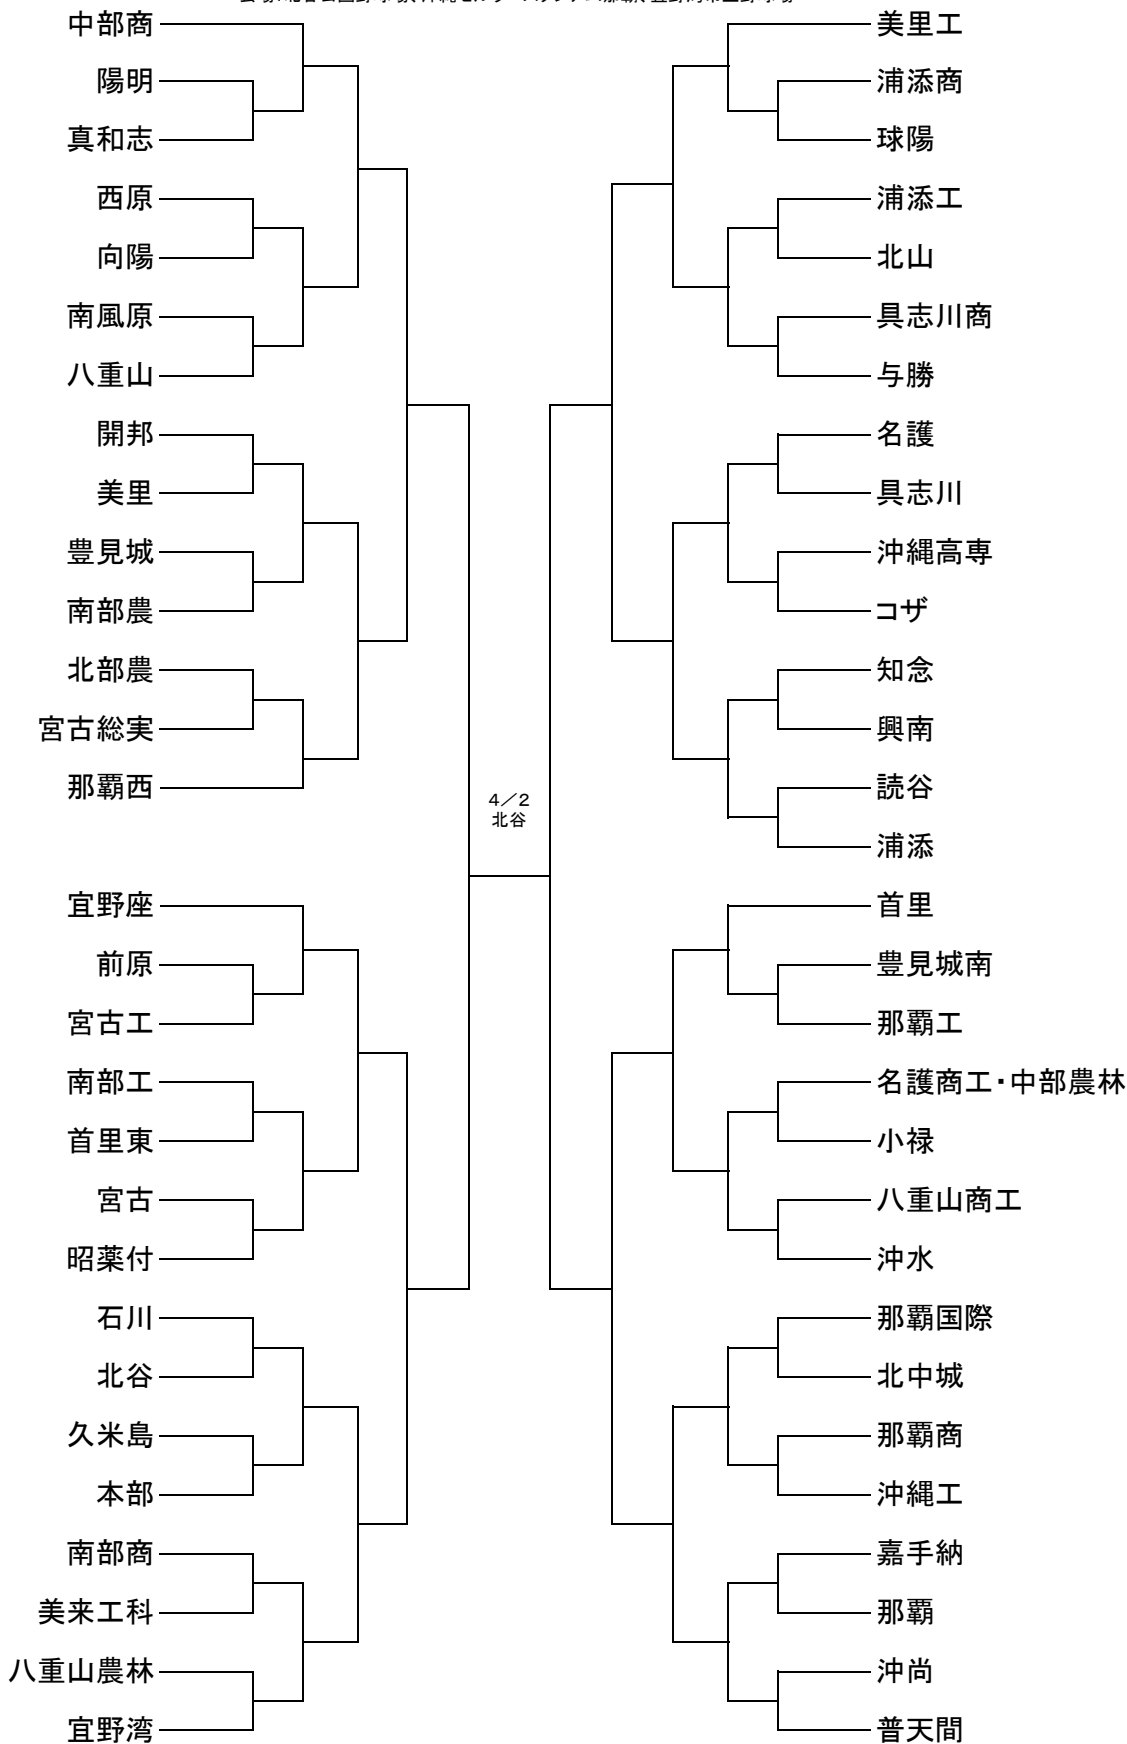 中部商
陽明
真和志
西原
向陽
南風原
八重山
開邦
美里
豊見城
南部農
北部農
宮古総実
那覇西
宜野座
前原
宮古工
南部工
首里東
宮古
昭薬付
石川
北谷
久米島
本部
南部商
美来工科
八重山農林
宜野湾
4／2
北谷
美里工
浦添商
球陽
浦添工
北山
具志川商
与勝
名護
具志川
沖縄高専
コザ
知念
興南
読谷
浦添
首里
豊見城南
那覇工
名護商工・中部農林
小禄
八重山商工
沖水
那覇国際
北中城
那覇商
沖縄工
嘉手納
那覇
沖尚
普天間